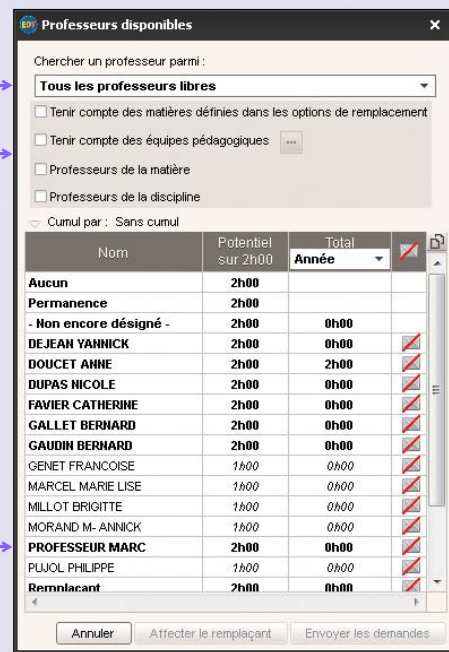 EDT Professeurs disponibles
Chercher un professeur parmi :
Tous les professeurs libres
Tenir compte des matières définies dans les options de remplacement
Tenir compte des équipes pédagogiques ...
Professeurs de la matière
Professeurs de la discipline
Cumul par : Sans cumul
Nom Potentiel sur 2h00 Total Année
Aucun 2h00
Permanence 2h00
- Non encore désigné - 2h00 0h00
DEJEAN YANNICK 2h00 0h00
DOUCET ANNE 2h00 2h00
DUPAS NICOLE 2h00 0h00
FAVIER CATHERINE 2h00 0h00
GALLET BERNARD 2h00 0h00
GAUDIN BERNARD 2h00 0h00
GENET FRANCOISE 1h00 0h00
MARCEL MARIE LISE 1h00 0h00
MILLOT BRIGITTE 1h00 0h00
MORAND M- ANNICK 1h00 0h00
PROFESSEUR MARC 2h00 0h00
PUJOL PHILIPPE 1h00 0h00
Remplaçant 2h00 0h00
Annuler Affecter le remplaçant Envoyer les demandes